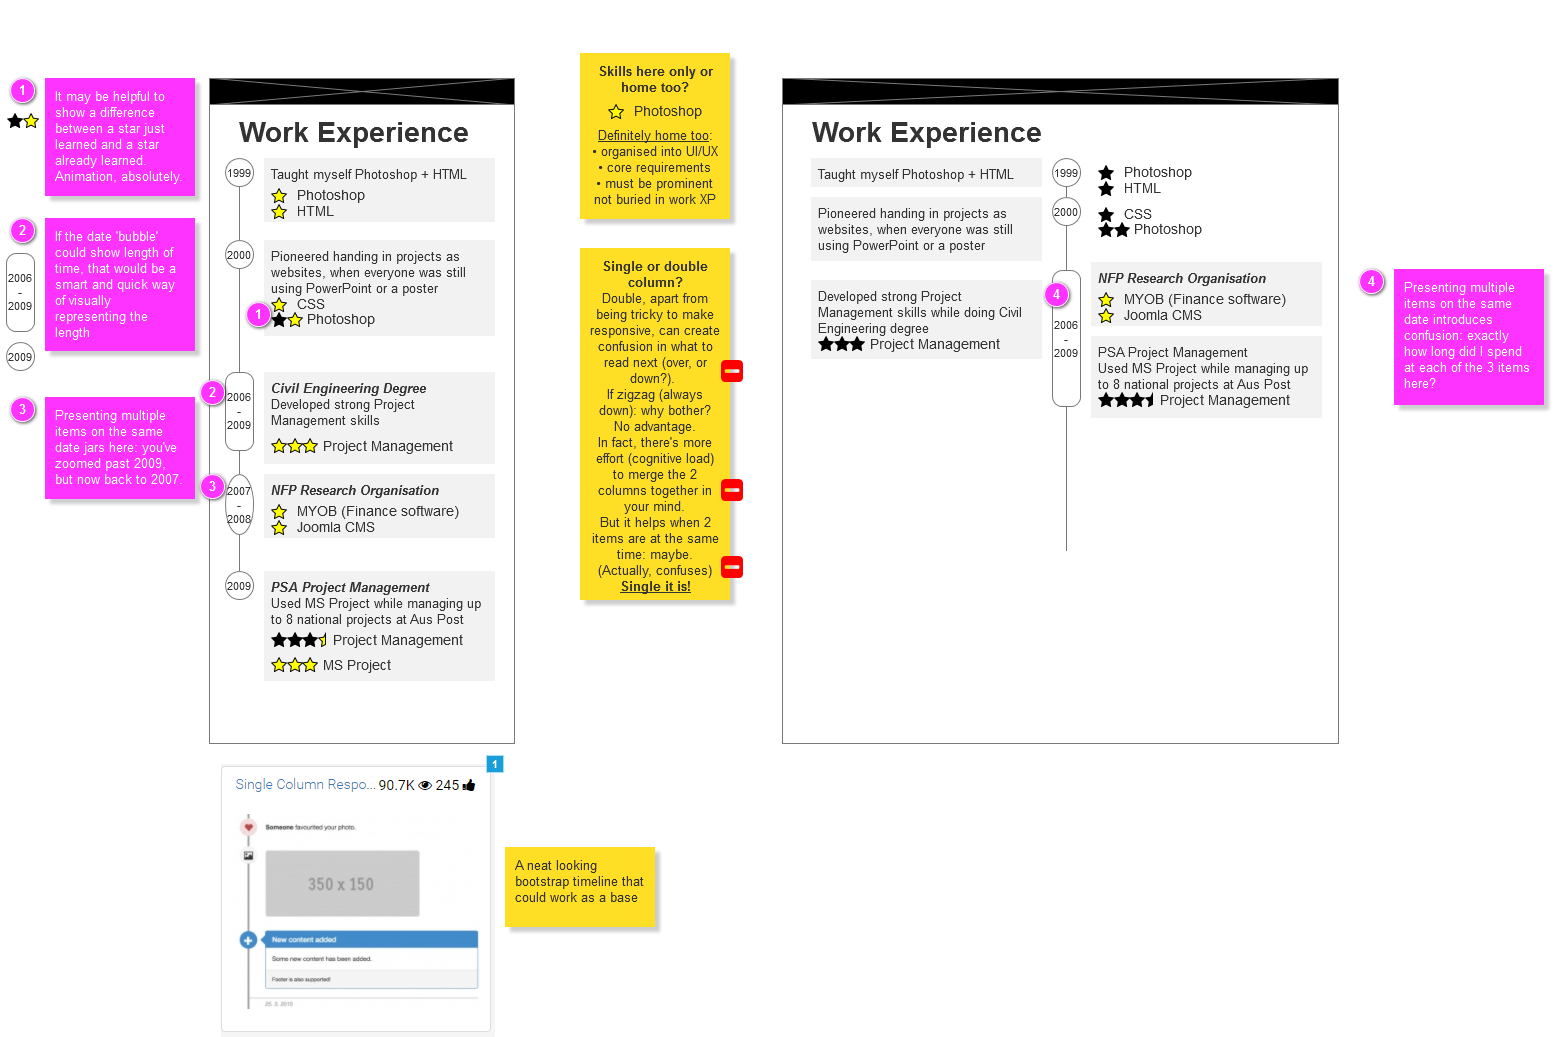 1
It may be helpful to
show a difference
between a star just
learned and a star
already learned.
Animation, absolutely.
2
If the date 'bubble'
could show length of
time, that would be a
smart and quick way
of visually
representing the
length
2006
-
2009
2009
3
Presenting multiple
items on the same
date jars here: you've
zoomed past 2009,
but now back to 2007.
Work Experience
1999
Taught myself Photoshop + HTML
Photoshop
HTML
2000
Pioneered handing in projects as
websites, when everyone was still
using PowerPoint or a poster
CSS
1
Photoshop
2
2006
-
2009
Civil Engineering Degree
Developed strong Project
Management skills
Project Management
3
2007
-
2008
NFP Research Organisation
MYOB (Finance software)
Joomla CMS
2009
PSA Project Management
Used MS Project while managing up
to 8 national projects at Aus Post
Project Management
MS Project
Skills here only or
home too?
Photoshop
Definitely home too:
• organised into UI/UX
• core requirements
• must be prominent
not buried in work XP
Single or double
column?
Double, apart from
being tricky to make
responsive, can create
confusion in what to
read next (over, or
down?).
If zigzag (always
down): why bother?
No advantage.
In fact, there's more
effort (cognitive load)
to merge the 2
columns together in
your mind.
But it helps when 2
items are at the same
time: maybe.
(Actually, confuses)
Single it is!
Work Experience
Taught myself Photoshop + HTML
1999
Photoshop
HTML
Pioneered handing in projects as
websites, when everyone was still
using PowerPoint or a poster
2000
CSS
Photoshop
Developed strong Project
Management skills while doing Civil
Engineering degree
Project Management
4
2006
-
2009
NFP Research Organisation
MYOB (Finance software)
Joomla CMS
PSA Project Management
Used MS Project while managing up
to 8 national projects at Aus Post
Project Management
4
Presenting multiple
items on the same
date introduces
confusion: exactly
how long did I spend
at each of the 3 items
here?
1
Single Column Respo... 90.7K 245
Someone favourited your photo.
350 x 150
New content added
Some new content has been added.
Footer is also supported!
25. 3. 2015
A neat looking
bootstrap timeline that
could work as a base